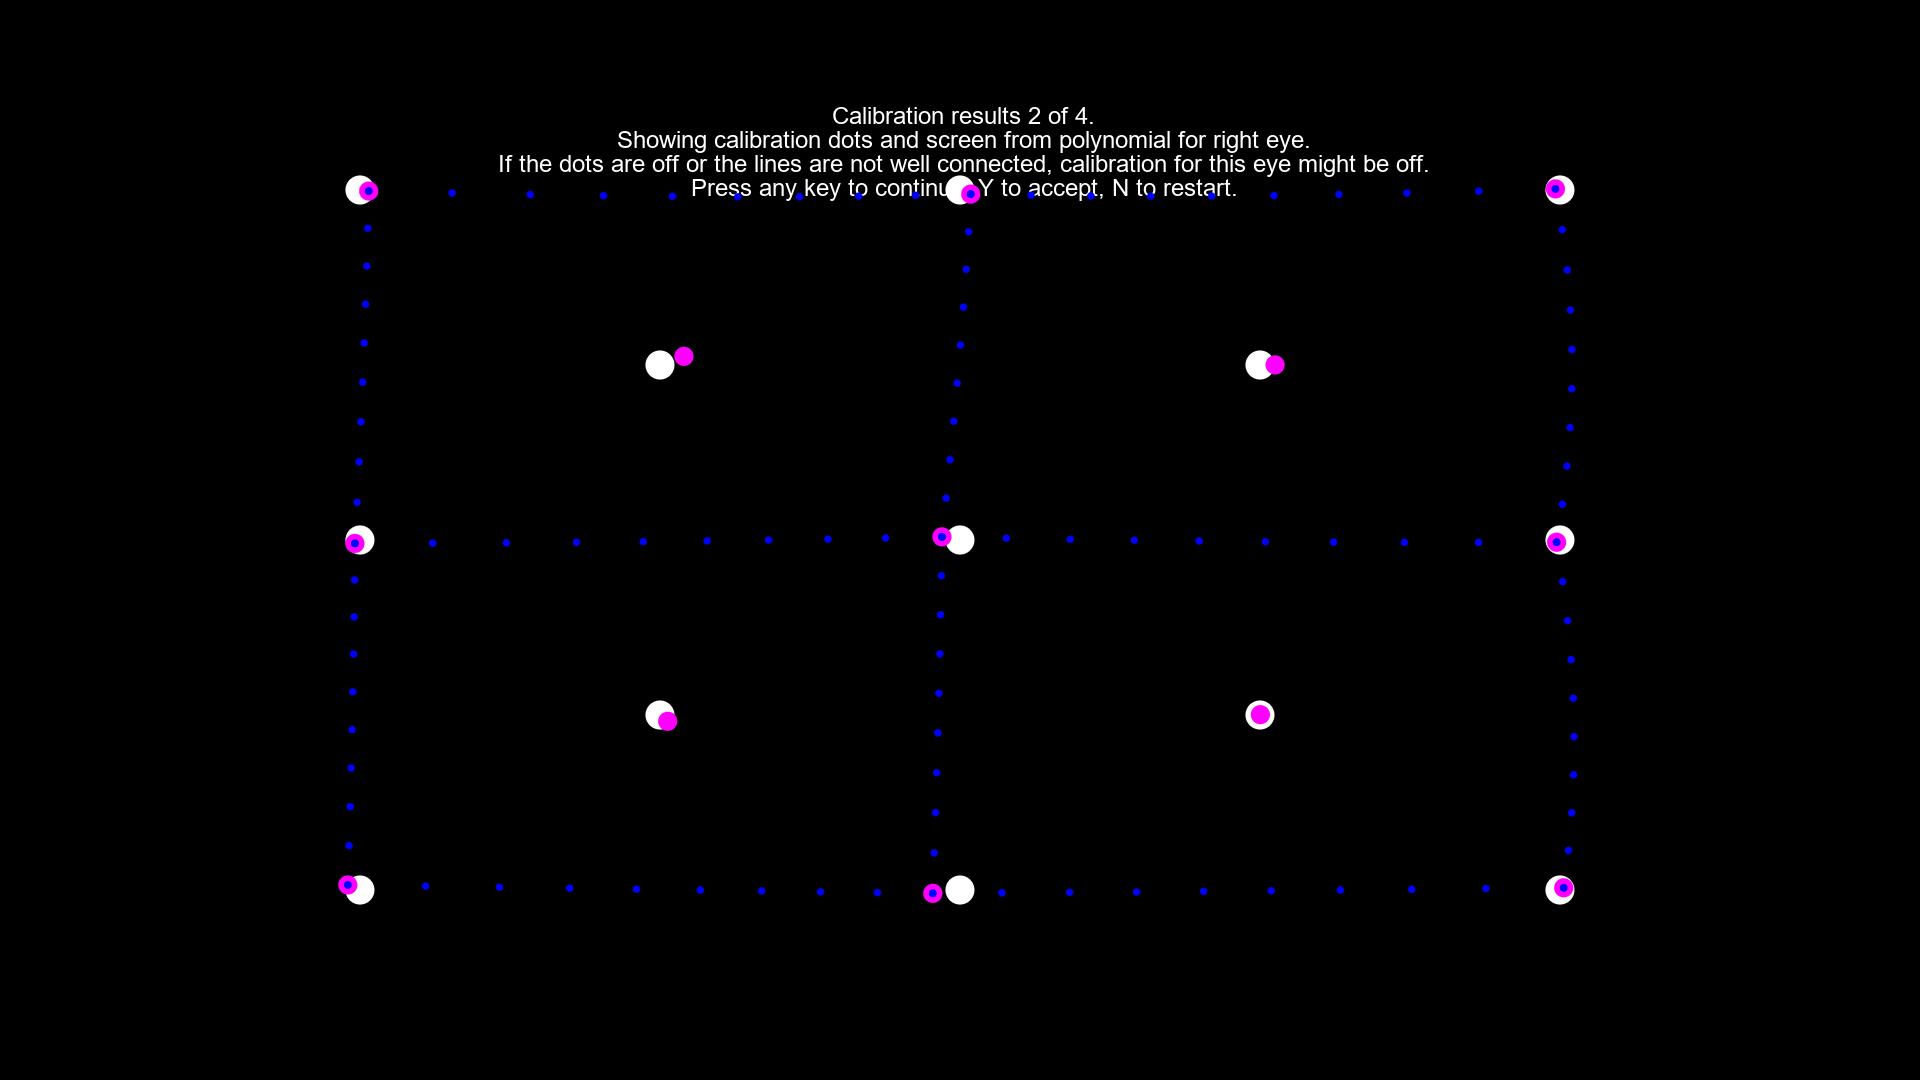 Calibration results 2 of 4.
Showing calibration dots and screen from polynomial for right eye.
If the dots are off or the lines are not well connected, calibration for this eye might be off.
Press any key to continue, Y to accept, N to restart.